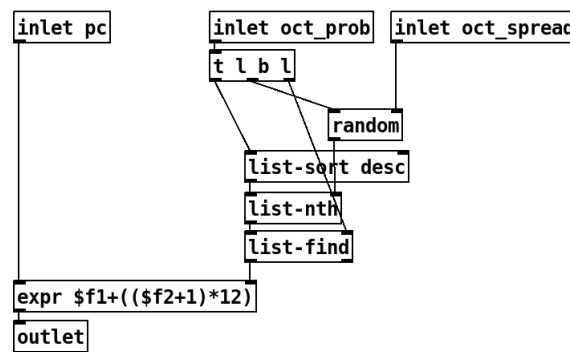 inlet pc
inlet oct_prob
inlet oct_spread
t l b l
random
list-sort desc
list-nth
list-find
expr $f1+(($f2+1)*12)
outlet